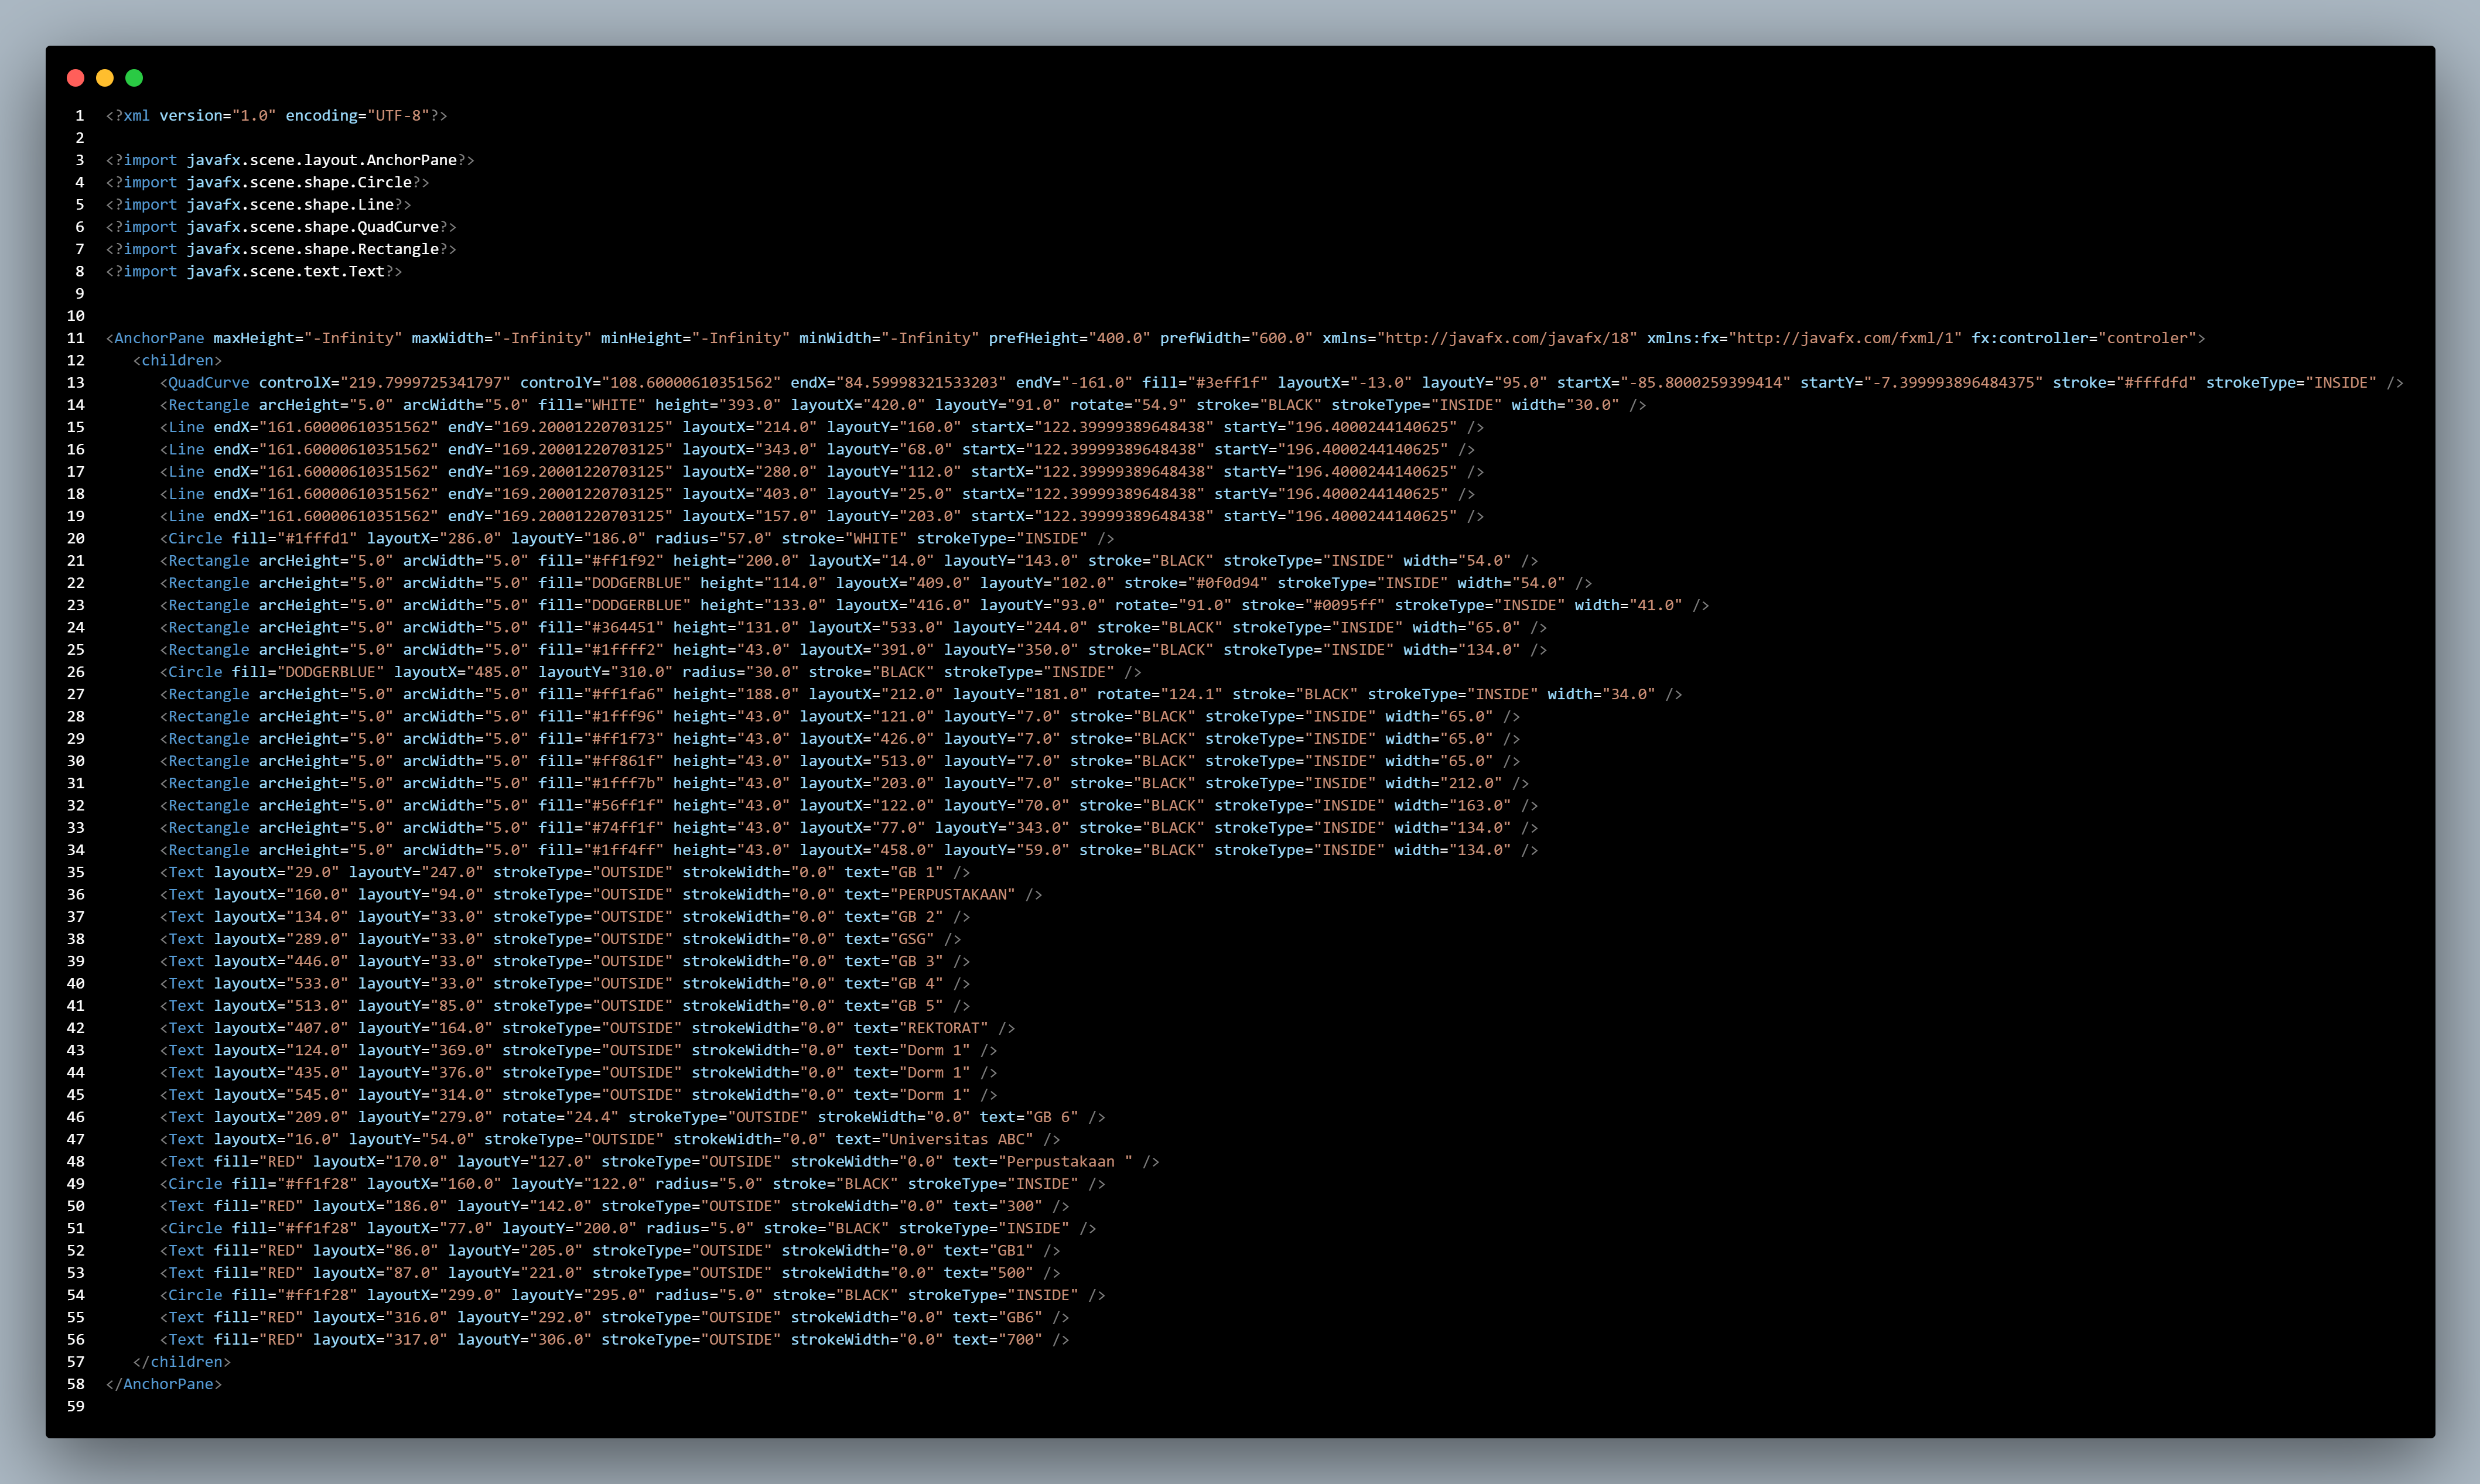 1 <?xml version="1.0" encoding="UTF-8"?>
2
3 <?import javafx.scene.layout.AnchorPane?>
4 <?import javafx.scene.shape.Circle?>
5 <?import javafx.scene.shape.Line?>
6 <?import javafx.scene.shape.QuadCurve?>
7 <?import javafx.scene.shape.Rectangle?>
8 <?import javafx.scene.text.Text?>
9
10
11 <AnchorPane maxHeight="-Infinity" maxWidth="-Infinity" minHeight="-Infinity" minWidth="-Infinity" prefHeight="400.0" prefWidth="600.0" xmlns="http://javafx.com/javafx/18" xmlns:fx="http://javafx.com/fxml/1" fx:controller="controler">
12    <children>
13       <QuadCurve controlX="219.7999725341797" controlY="108.60000610351562" endX="84.59998321533203" endY="-161.0" fill="#3eff1f" layoutX="-13.0" layoutY="95.0" startX="-85.8000259399414" startY="-7.399993896484375" stroke="#fffdfd" strokeType="INSIDE" />
14       <Rectangle arcHeight="5.0" arcWidth="5.0" fill="WHITE" height="393.0" layoutX="420.0" layoutY="91.0" rotate="54.9" stroke="BLACK" strokeType="INSIDE" width="30.0" />
15       <Line endX="161.60000610351562" endY="169.20001220703125" layoutX="214.0" layoutY="160.0" startX="122.39999389648438" startY="196.4000244140625" />
16       <Line endX="161.60000610351562" endY="169.20001220703125" layoutX="343.0" layoutY="68.0" startX="122.39999389648438" startY="196.4000244140625" />
17       <Line endX="161.60000610351562" endY="169.20001220703125" layoutX="280.0" layoutY="112.0" startX="122.39999389648438" startY="196.4000244140625" />
18       <Line endX="161.60000610351562" endY="169.20001220703125" layoutX="403.0" layoutY="25.0" startX="122.39999389648438" startY="196.4000244140625" />
19       <Line endX="161.60000610351562" endY="169.20001220703125" layoutX="157.0" layoutY="203.0" startX="122.39999389648438" startY="196.4000244140625" />
20       <Circle fill="#1fffd1" layoutX="286.0" layoutY="186.0" radius="57.0" stroke="WHITE" strokeType="INSIDE" />
21       <Rectangle arcHeight="5.0" arcWidth="5.0" fill="#ff1f92" height="200.0" layoutX="14.0" layoutY="143.0" stroke="BLACK" strokeType="INSIDE" width="54.0" />
22       <Rectangle arcHeight="5.0" arcWidth="5.0" fill="DODGERBLUE" height="114.0" layoutX="409.0" layoutY="102.0" stroke="#0f0d94" strokeType="INSIDE" width="54.0" />
23       <Rectangle arcHeight="5.0" arcWidth="5.0" fill="DODGERBLUE" height="133.0" layoutX="416.0" layoutY="93.0" rotate="91.0" stroke="#0095ff" strokeType="INSIDE" width="41.0" />
24       <Rectangle arcHeight="5.0" arcWidth="5.0" fill="#364451" height="131.0" layoutX="533.0" layoutY="244.0" stroke="BLACK" strokeType="INSIDE" width="65.0" />
25       <Rectangle arcHeight="5.0" arcWidth="5.0" fill="#1ffff2" height="43.0" layoutX="391.0" layoutY="350.0" stroke="BLACK" strokeType="INSIDE" width="134.0" />
26       <Circle fill="DODGERBLUE" layoutX="485.0" layoutY="310.0" radius="30.0" stroke="BLACK" strokeType="INSIDE" />
27       <Rectangle arcHeight="5.0" arcWidth="5.0" fill="#ff1fa6" height="188.0" layoutX="212.0" layoutY="181.0" rotate="124.1" stroke="BLACK" strokeType="INSIDE" width="34.0" />
28       <Rectangle arcHeight="5.0" arcWidth="5.0" fill="#1fff96" height="43.0" layoutX="121.0" layoutY="7.0" stroke="BLACK" strokeType="INSIDE" width="65.0" />
29       <Rectangle arcHeight="5.0" arcWidth="5.0" fill="#ff1f73" height="43.0" layoutX="426.0" layoutY="7.0" stroke="BLACK" strokeType="INSIDE" width="65.0" />
30       <Rectangle arcHeight="5.0" arcWidth="5.0" fill="#ff861f" height="43.0" layoutX="513.0" layoutY="7.0" stroke="BLACK" strokeType="INSIDE" width="65.0" />
31       <Rectangle arcHeight="5.0" arcWidth="5.0" fill="#1fff7b" height="43.0" layoutX="203.0" layoutY="7.0" stroke="BLACK" strokeType="INSIDE" width="212.0" />
32       <Rectangle arcHeight="5.0" arcWidth="5.0" fill="#56ff1f" height="43.0" layoutX="122.0" layoutY="70.0" stroke="BLACK" strokeType="INSIDE" width="163.0" />
33       <Rectangle arcHeight="5.0" arcWidth="5.0" fill="#74ff1f" height="43.0" layoutX="77.0" layoutY="343.0" stroke="BLACK" strokeType="INSIDE" width="134.0" />
34       <Rectangle arcHeight="5.0" arcWidth="5.0" fill="#1ff4ff" height="43.0" layoutX="458.0" layoutY="59.0" stroke="BLACK" strokeType="INSIDE" width="134.0" />
35       <Text layoutX="29.0" layoutY="247.0" strokeType="OUTSIDE" strokeWidth="0.0" text="GB 1" />
36       <Text layoutX="160.0" layoutY="94.0" strokeType="OUTSIDE" strokeWidth="0.0" text="PERPUSTAKAAN" />
37       <Text layoutX="134.0" layoutY="33.0" strokeType="OUTSIDE" strokeWidth="0.0" text="GB 2" />
38       <Text layoutX="289.0" layoutY="33.0" strokeType="OUTSIDE" strokeWidth="0.0" text="GSG" />
39       <Text layoutX="446.0" layoutY="33.0" strokeType="OUTSIDE" strokeWidth="0.0" text="GB 3" />
40       <Text layoutX="533.0" layoutY="33.0" strokeType="OUTSIDE" strokeWidth="0.0" text="GB 4" />
41       <Text layoutX="513.0" layoutY="85.0" strokeType="OUTSIDE" strokeWidth="0.0" text="GB 5" />
42       <Text layoutX="407.0" layoutY="164.0" strokeType="OUTSIDE" strokeWidth="0.0" text="REKTORAT" />
43       <Text layoutX="124.0" layoutY="369.0" strokeType="OUTSIDE" strokeWidth="0.0" text="Dorm 1" />
44       <Text layoutX="435.0" layoutY="376.0" strokeType="OUTSIDE" strokeWidth="0.0" text="Dorm 1" />
45       <Text layoutX="545.0" layoutY="314.0" strokeType="OUTSIDE" strokeWidth="0.0" text="Dorm 1" />
46       <Text layoutX="209.0" layoutY="279.0" rotate="24.4" strokeType="OUTSIDE" strokeWidth="0.0" text="GB 6" />
47       <Text layoutX="16.0" layoutY="54.0" strokeType="OUTSIDE" strokeWidth="0.0" text="Universitas ABC" />
48       <Text fill="RED" layoutX="170.0" layoutY="127.0" strokeType="OUTSIDE" strokeWidth="0.0" text="Perpustakaan " />
49       <Circle fill="#ff1f28" layoutX="160.0" layoutY="122.0" radius="5.0" stroke="BLACK" strokeType="INSIDE" />
50       <Text fill="RED" layoutX="186.0" layoutY="142.0" strokeType="OUTSIDE" strokeWidth="0.0" text="300" />
51       <Circle fill="#ff1f28" layoutX="77.0" layoutY="200.0" radius="5.0" stroke="BLACK" strokeType="INSIDE" />
52       <Text fill="RED" layoutX="86.0" layoutY="205.0" strokeType="OUTSIDE" strokeWidth="0.0" text="GB1" />
53       <Text fill="RED" layoutX="87.0" layoutY="221.0" strokeType="OUTSIDE" strokeWidth="0.0" text="500" />
54       <Circle fill="#ff1f28" layoutX="299.0" layoutY="295.0" radius="5.0" stroke="BLACK" strokeType="INSIDE" />
55       <Text fill="RED" layoutX="316.0" layoutY="292.0" strokeType="OUTSIDE" strokeWidth="0.0" text="GB6" />
56       <Text fill="RED" layoutX="317.0" layoutY="306.0" strokeType="OUTSIDE" strokeWidth="0.0" text="700" />
57    </children>
58 </AnchorPane>
59